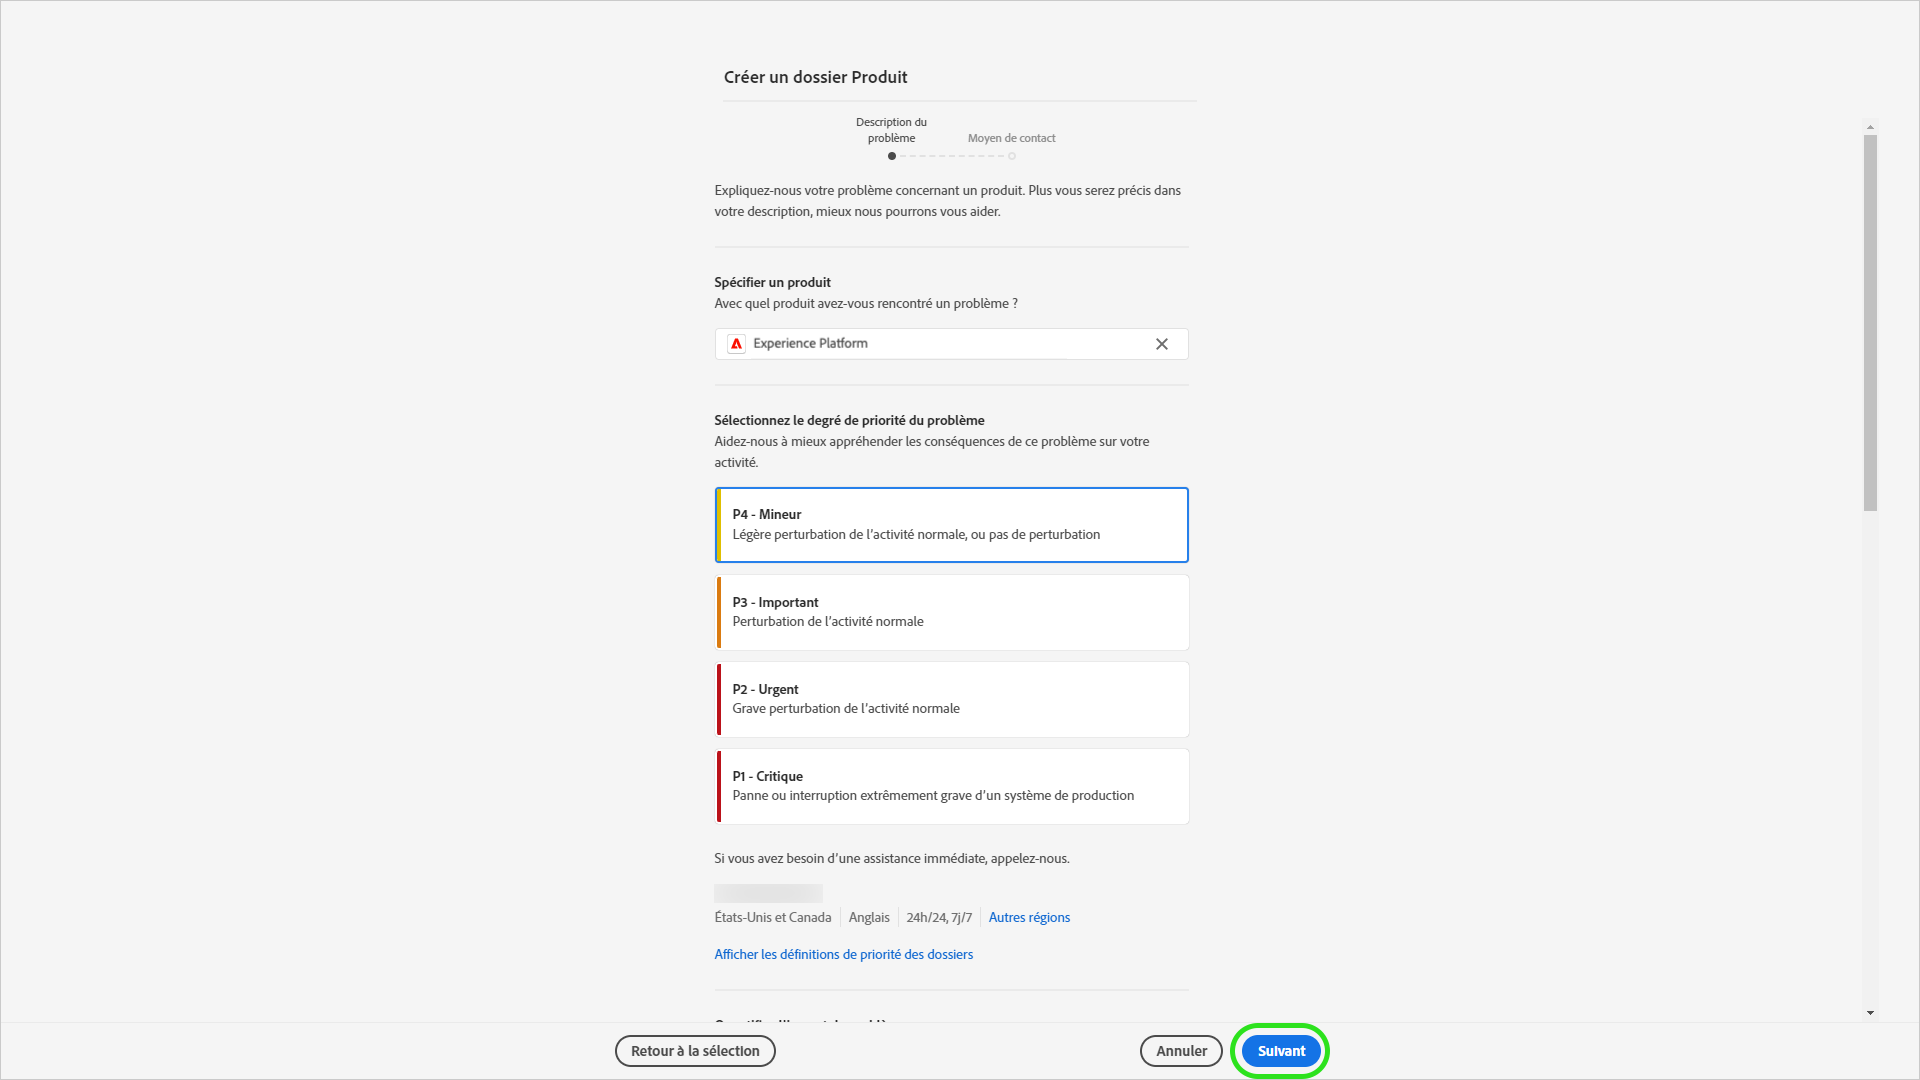 Créer un dossier Produit
Description du
problème
Moyen de contact
Expliquez-nous votre problème concernant un produit. Plus vous serez précis dans
votre description, mieux nous pourrons vous aider.
Spécifier un produit
Avec quel produit avez-vous rencontré un problème ?
Experience Platform
Sélectionnez le degré de priorité du problème
Aidez-nous à mieux appréhender les conséquences de ce problème sur votre
activité.
P4 - Mineur
Légère perturbation de l’activité normale, ou pas de perturbation
P3 - Important
Perturbation de l’activité normale
P2 - Urgent
Grave perturbation de l’activité normale
P1 - Critique
Panne ou interruption extrêmement grave d’un système de production
Si vous avez besoin d’une assistance immédiate, appelez-nous.
États-Unis et Canada Anglais 24h/24, 7j/7 Autres régions
Afficher les définitions de priorité des dossiers
Retour à la sélection Annuler Suivant